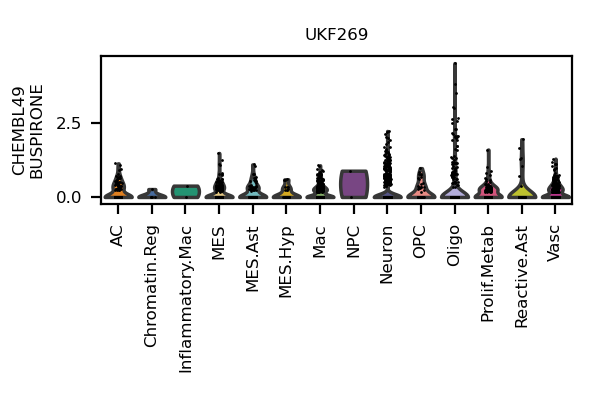 UKF269
CHEMBL49
BUSPIRONE
2.5
0.0
AC
Chromatin.Reg
Inflammatory.Mac
MES
MES.Ast
MES.Hyp
Mac
NPC
Neuron
OPC
Oligo
Prolif.Metab
Reactive.Ast
Vasc